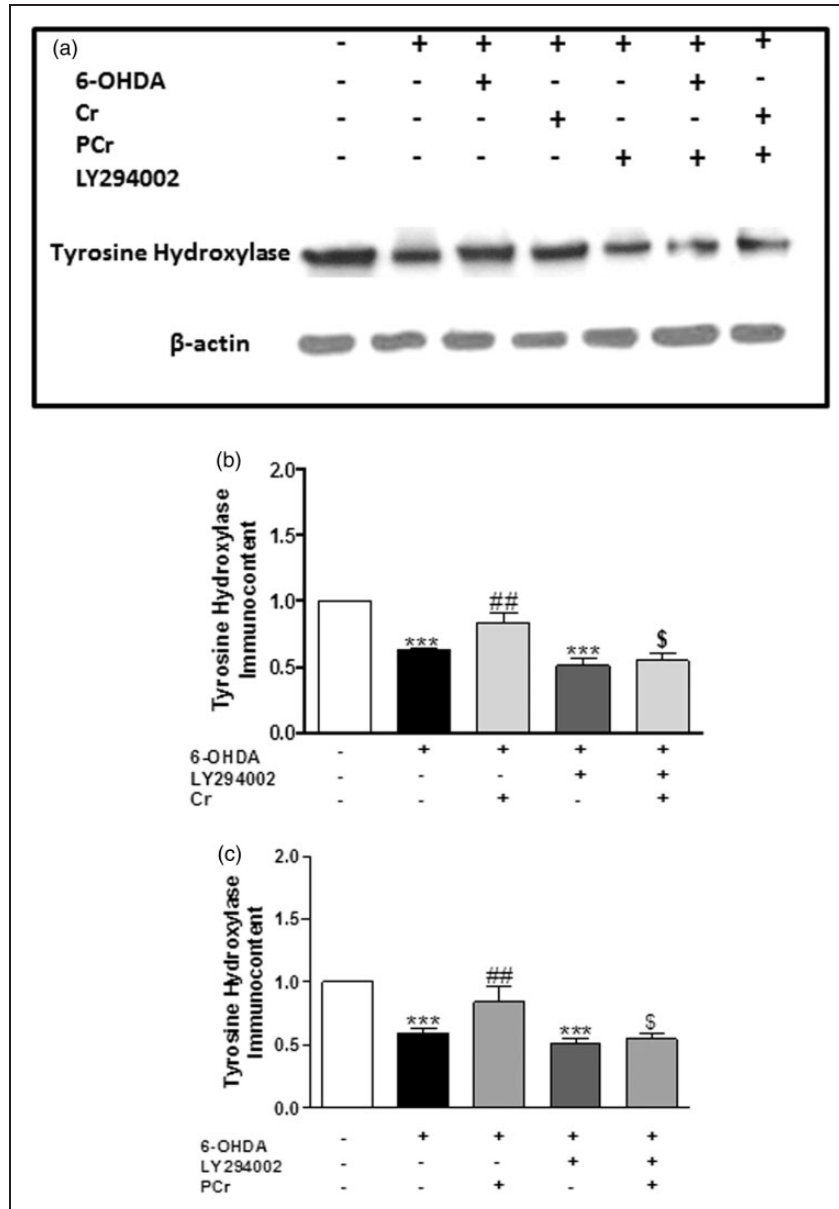 (a)
- + + + + + +
6-OHDA - - + - - + -
Cr - - - + - - +
PCr - - - - + + +
LY294002
Tyrosine Hydroxylase
β-actin
(b)
Tyrosine Hydroxylase
Immunocontent
2.0
1.5
1.0
0.5
0.0
***
##
***
$
6-OHDA - + + + +
LY294002 - - - + +
Cr - - + - +
(c)
Tyrosine Hydroxylase
Immunocontent
2.0
1.5
1.0
0.5
0.0
***
##
***
$
6-OHDA - + + + +
LY294002 - - - + +
PCr - - + - +